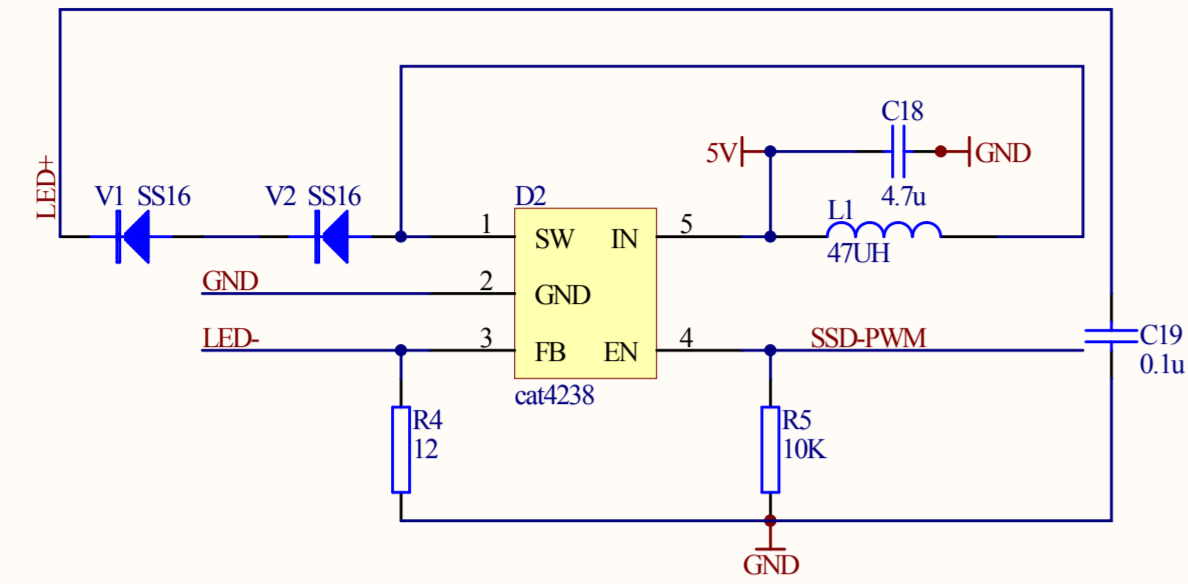 C18
5V
GND
4.7u
LED+
V1 SS16
V2 SS16
D2
L1
47UH
1
SW
IN
5
GND
2
GND
LED-
3
FB
EN
4
SSD-PWM
C19
0.1u
cat4238
R4
12
R5
10K
GND